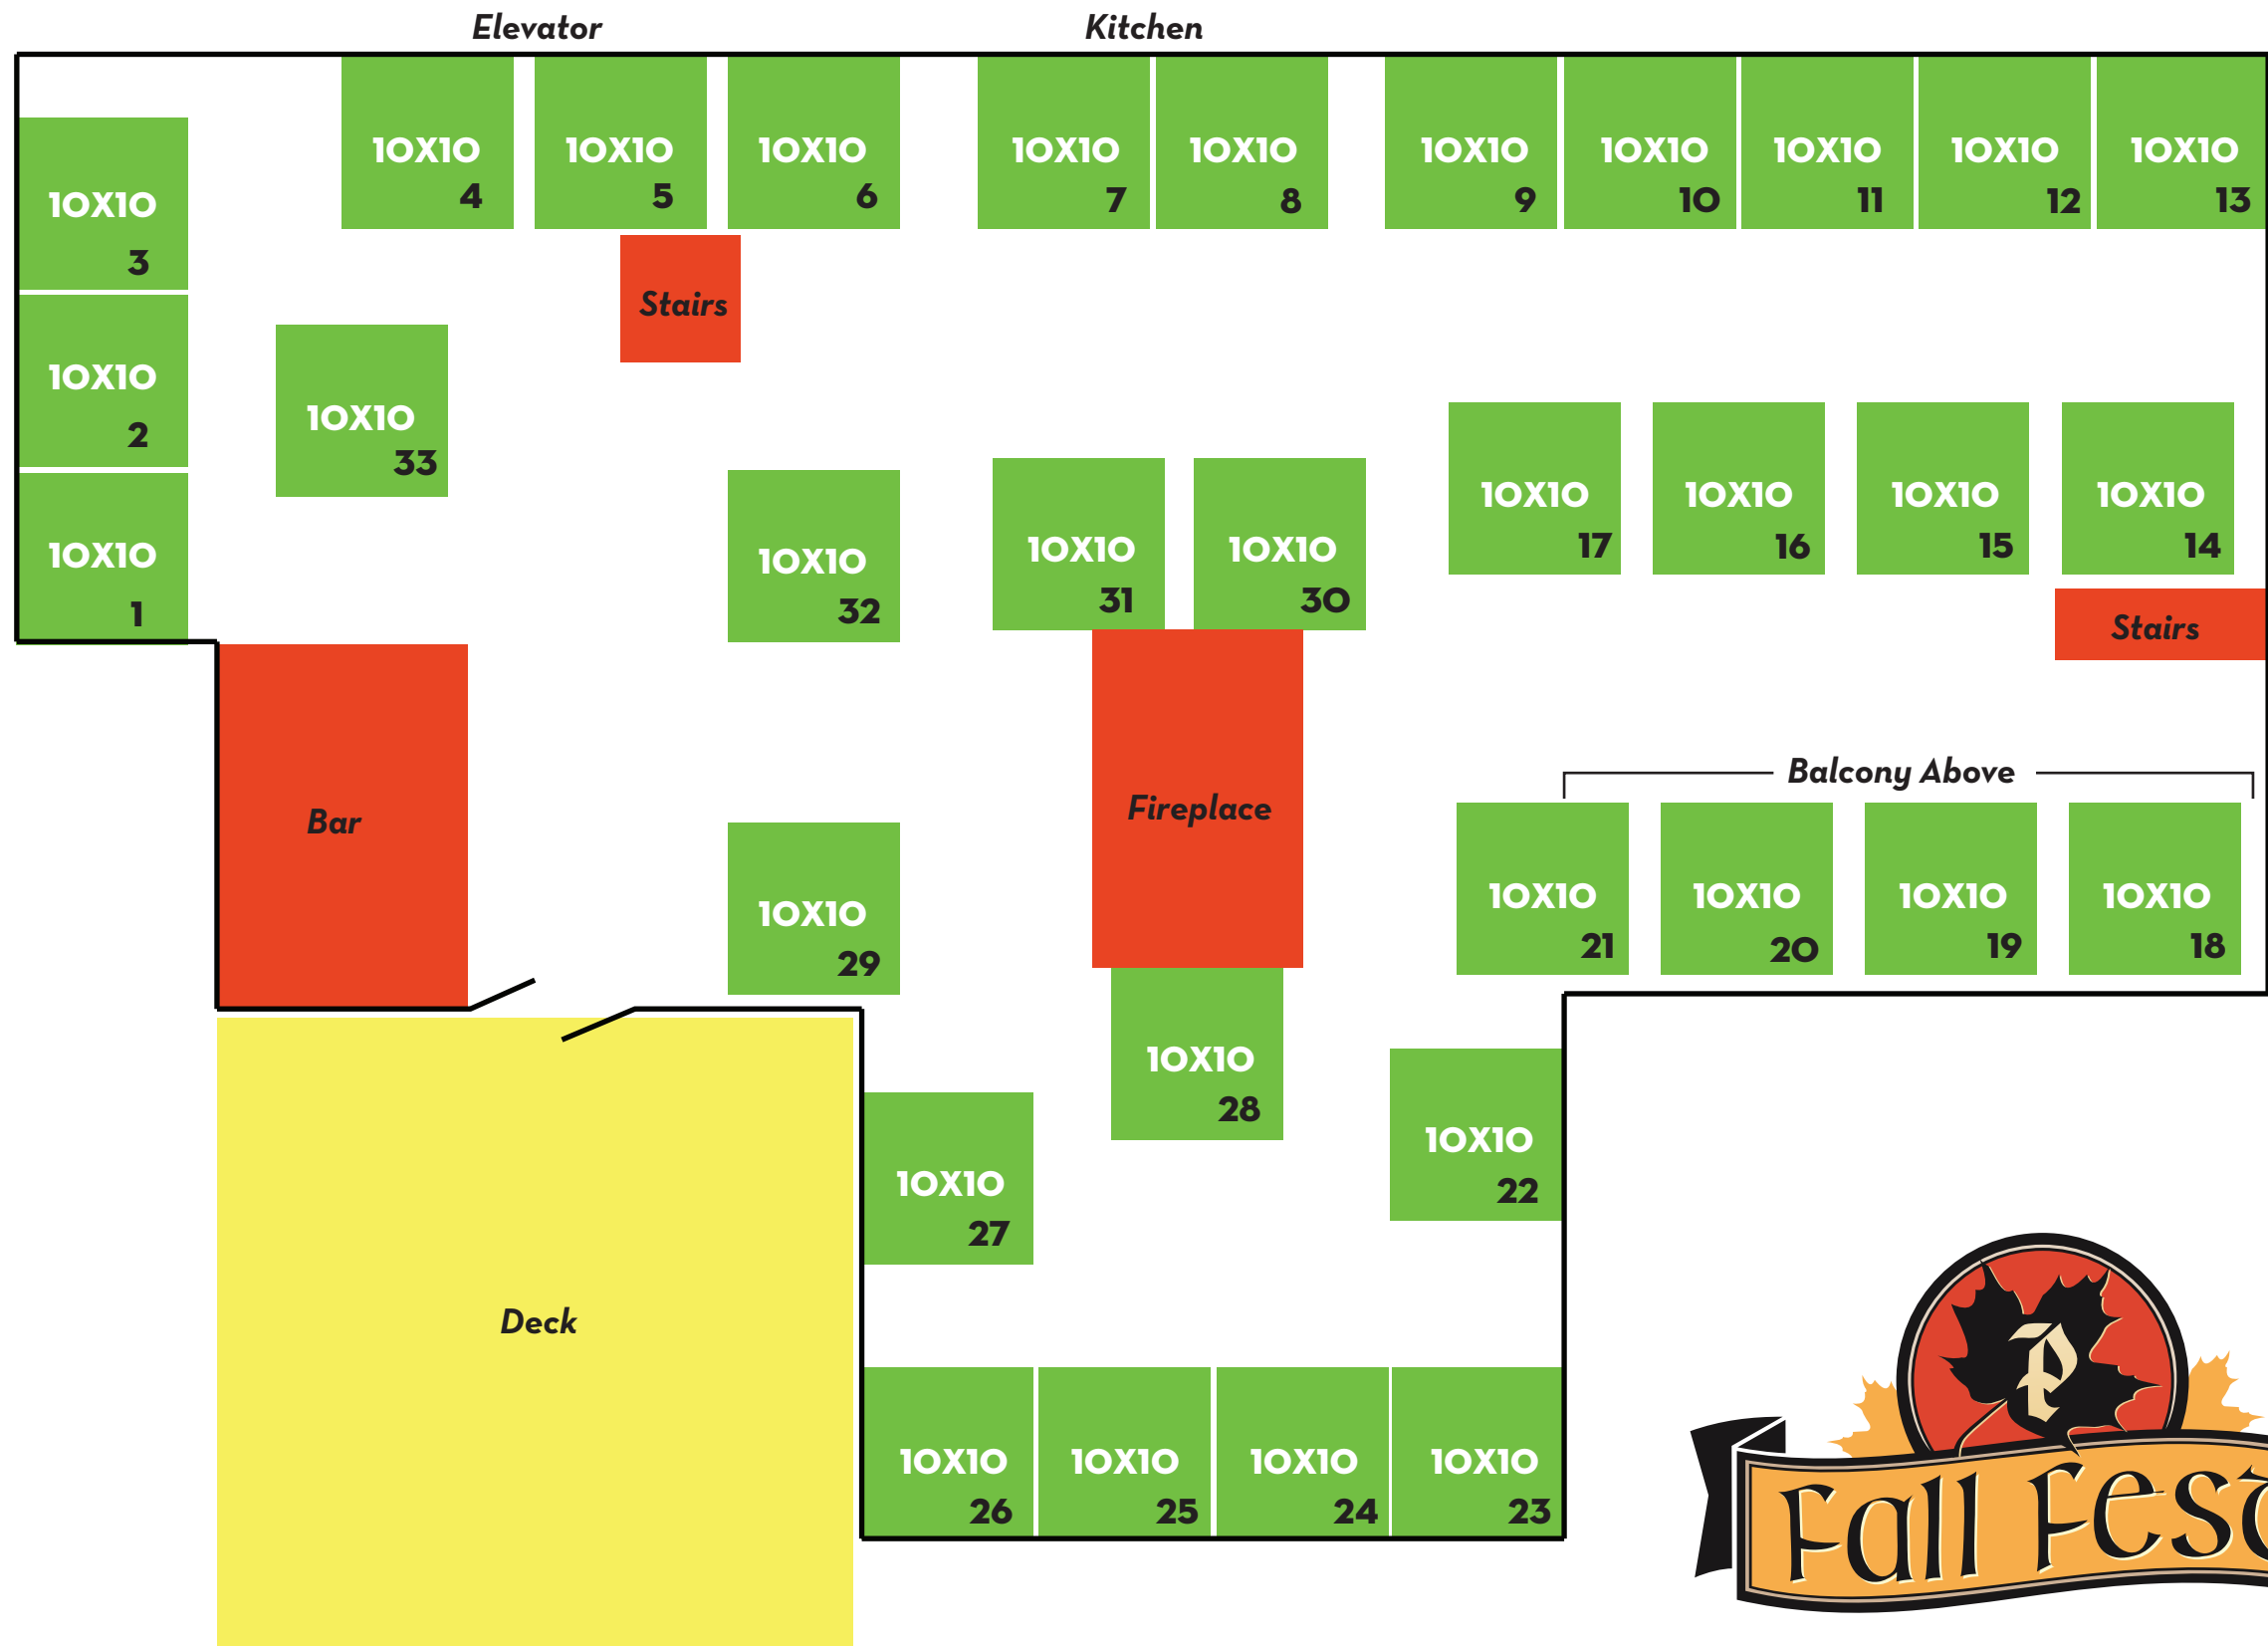 Elevator
Kitchen
10X10
4
10X10
5
10X10
6
10X10
7
10X10
8
10X10
9
10X10
10
10X10
11
10X10
12
10X10
13
10X10
3
Stairs
10X10
2
10X10
33
10X10
17
10X10
16
10X10
15
10X10
14
10X10
1
10X10
32
10X10
31
10X10
30
Stairs
Balcony Above
Bar
Fireplace
10X10
29
10X10
21
10X10
20
10X10
19
10X10
18
10X10
28
10X10
22
10X10
27
Deck
10X10
26
10X10
25
10X10
24
10X10
23
P
Fall Fest